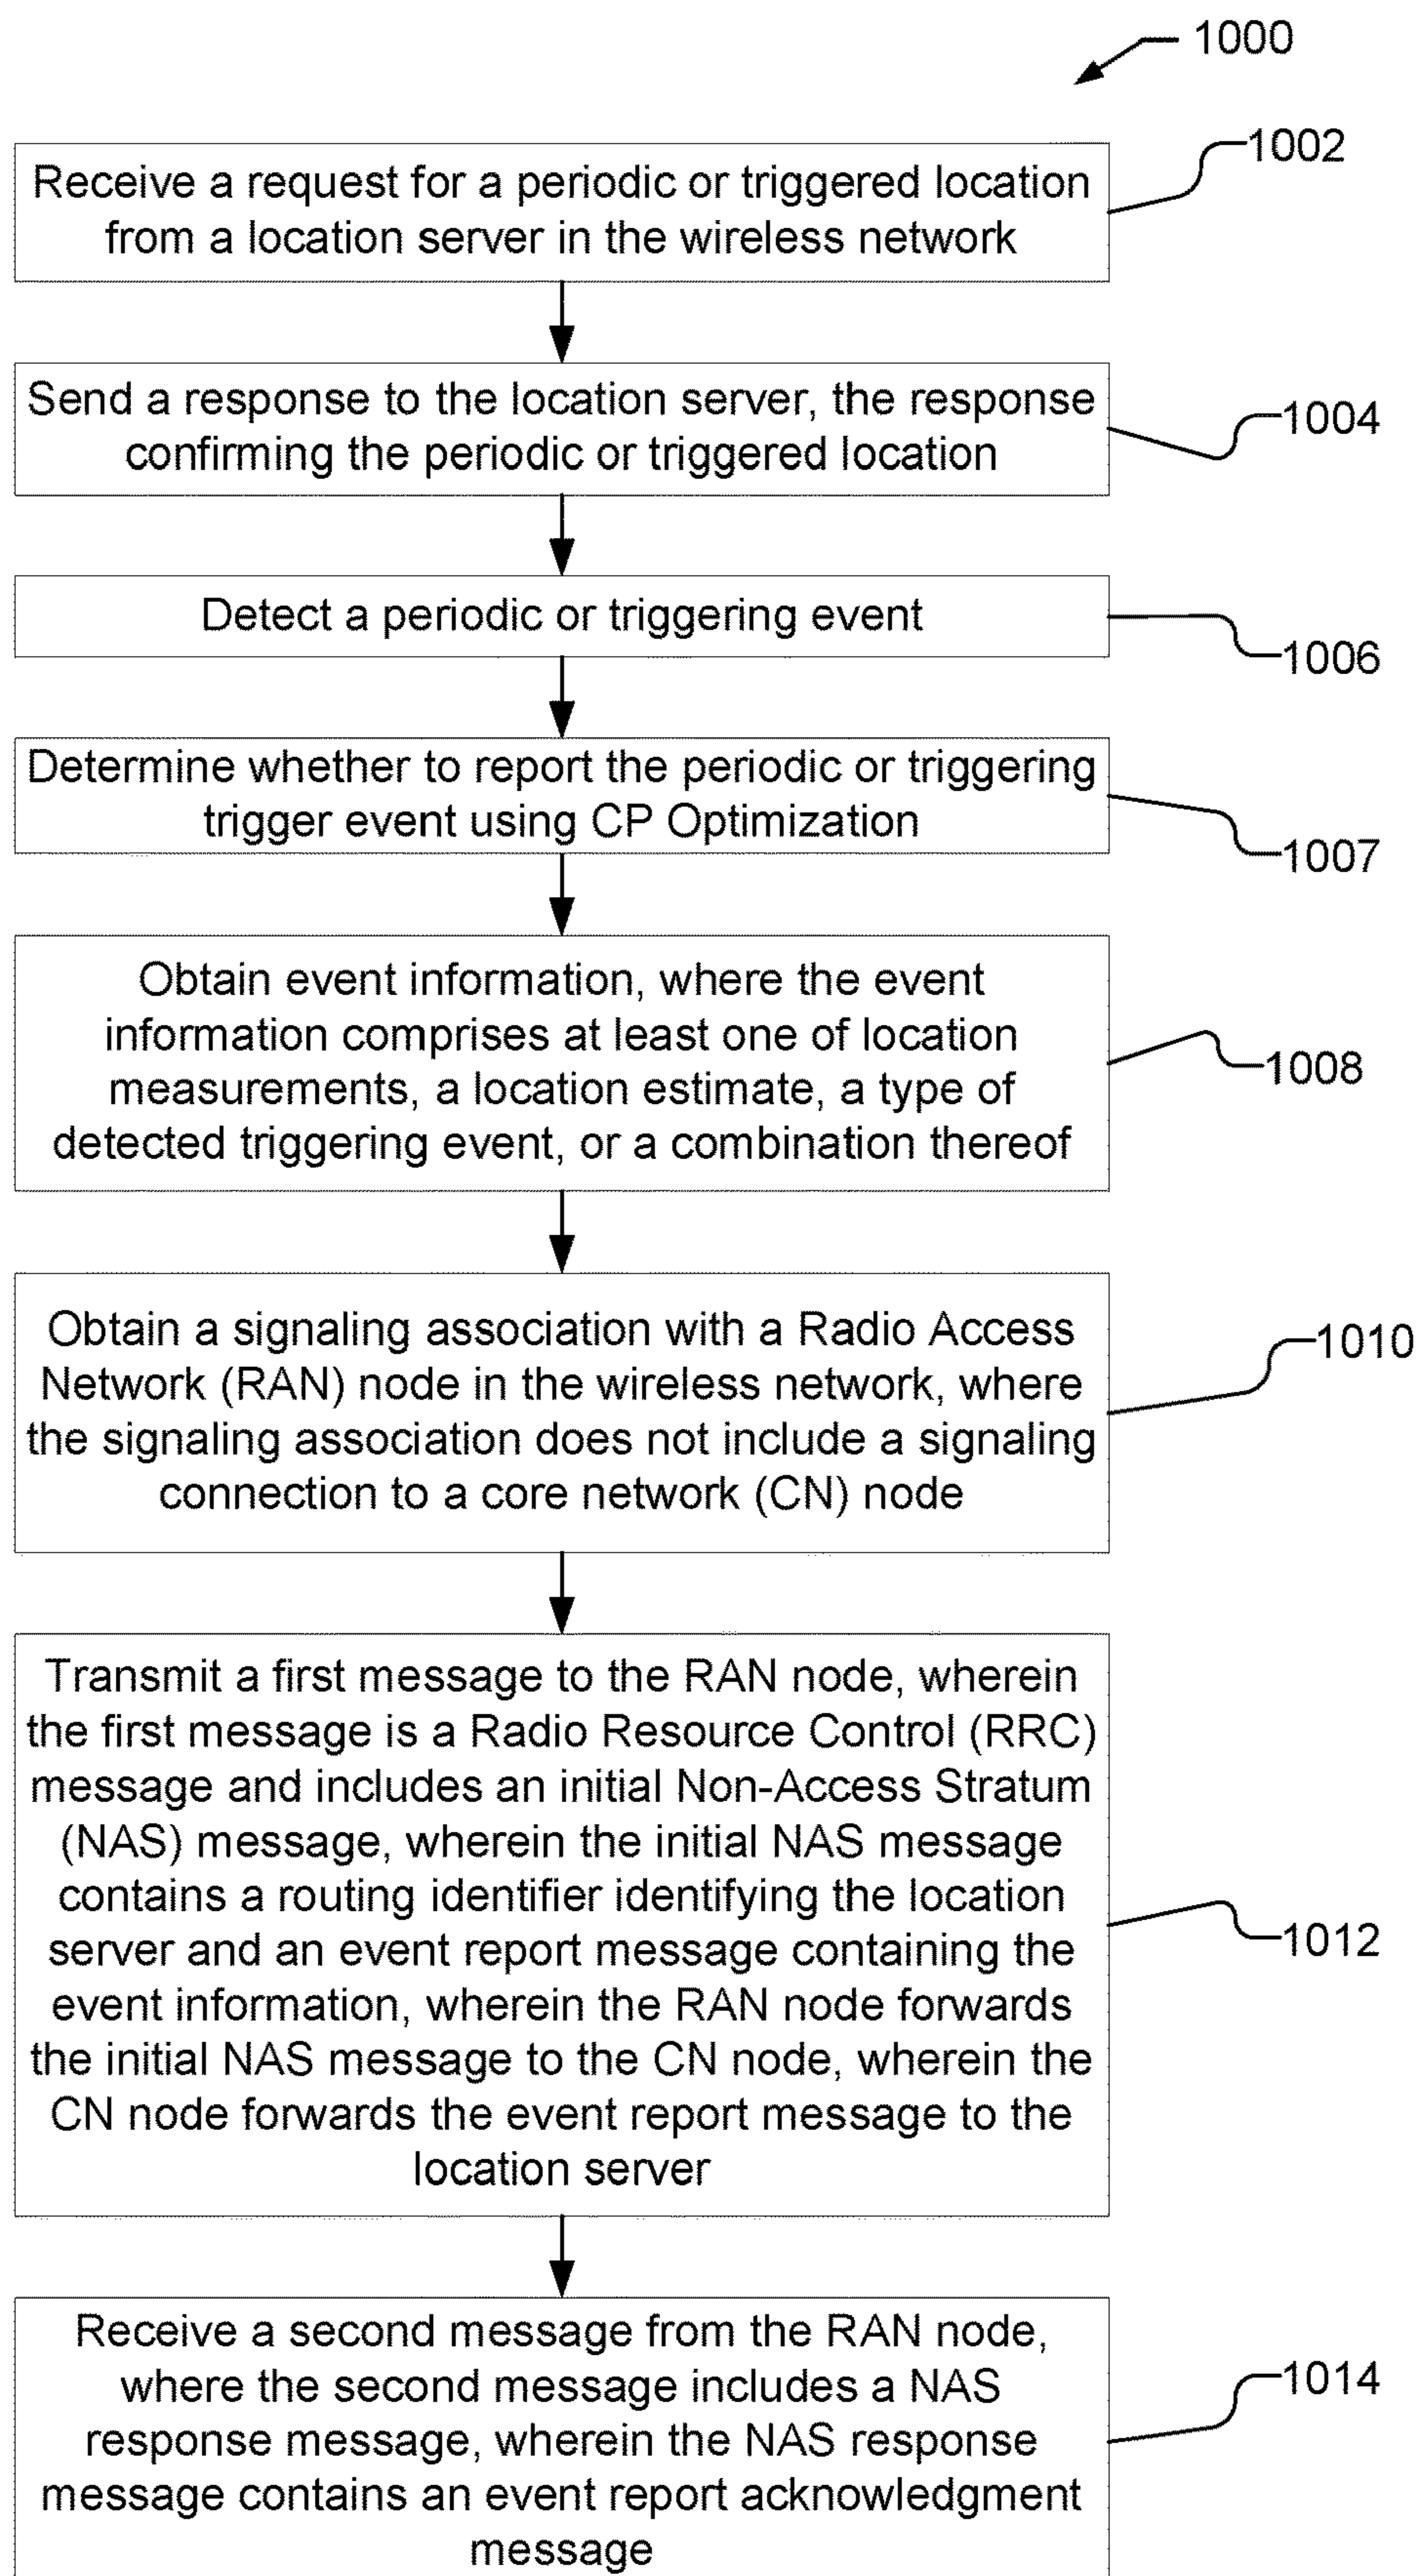 1000
1002
Receive a request for a periodic or triggered location
from a location server in the wireless network
1004
Send a response to the location server, the response
confirming the periodic or triggered location
Detect a periodic or triggering event
1006
Determine whether to report the periodic or triggering
trigger event using CP Optimization
1007
Obtain event information, where the event
information comprises at least one of location
measurements, a location estimate, a type of
detected triggering event, or a combination thereof
1008
Obtain a signaling association with a Radio Access
Network (RAN) node in the wireless network, where
the signaling association does not include a signaling
connection to a core network (CN) node
1010
Transmit a first message to the RAN node, wherein
the first message is a Radio Resource Control (RRC)
message and includes an initial Non-Access Stratum
(NAS) message, wherein the initial NAS message
contains a routing identifier identifying the location
server and an event report message containing the
event information, wherein the RAN node forwards
the initial NAS message to the CN node, wherein the
CN node forwards the event report message to the
location server
1012
Receive a second message from the RAN node,
where the second message includes a NAS
response message, wherein the NAS response
message contains an event report acknowledgment
message
1014